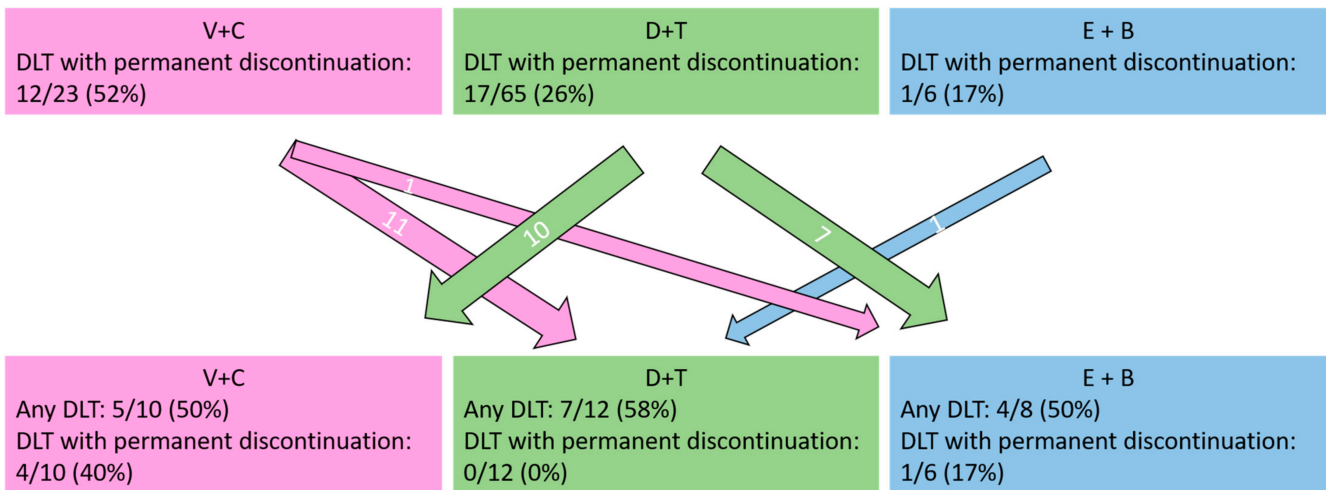 V+C
DLT with permanent discontinuation:
12/23 (52%)
D+T
DLT with permanent discontinuation:
17/65 (26%)
E + B
DLT with permanent discontinuation:
1/6 (17%)
1
11
10
7
1
V+C
Any DLT: 5/10 (50%)
DLT with permanent discontinuation:
4/10 (40%)
D+T
Any DLT: 7/12 (58%)
DLT with permanent discontinuation:
0/12 (0%)
E + B
Any DLT: 4/8 (50%)
DLT with permanent discontinuation:
1/6 (17%)